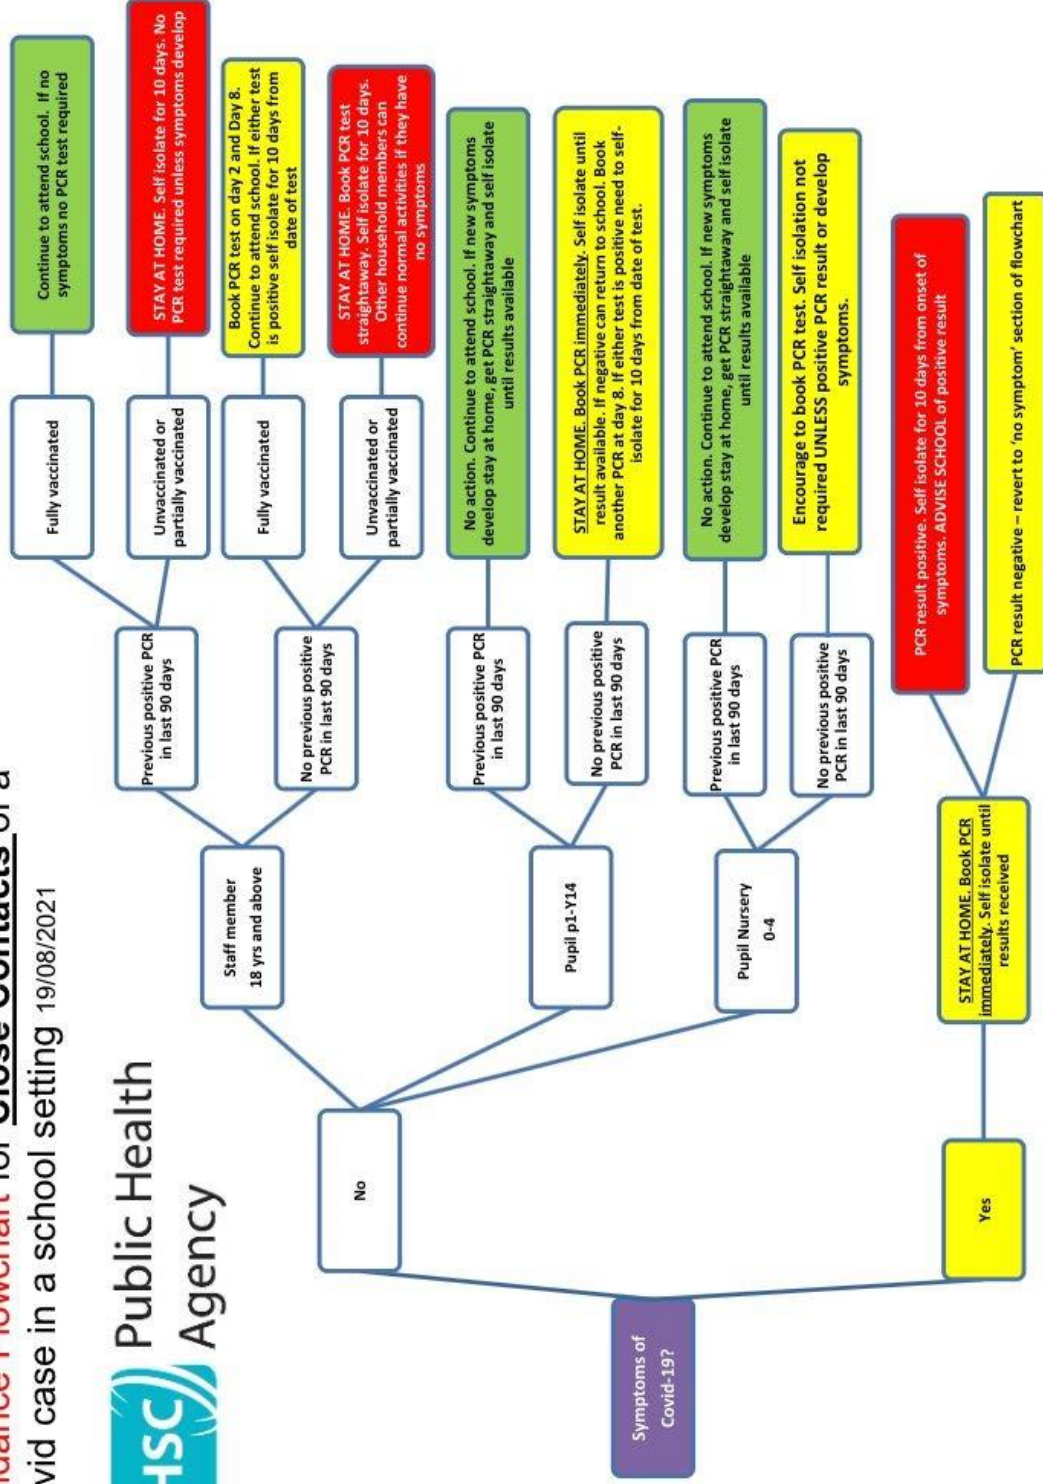 Flowchart for Close Contacts of a
case in a school setting 19/08/2021
HSC
Public Health
Agency
Symptoms of
Covid-19?
No
Staff member
18 yrs and above
Previous positive PCR
in last 90 days
Fully vaccinated
Continue to attend school. If no
symptoms no PCR test required
Unvaccinated or
partially vaccinated
STAY AT HOME. Self isolate for 10 days. No
PCR test required unless symptoms develop
No previous positive
PCR in last 90 days
Fully vaccinated
Book PCR test on day 2 and Day 8.
Continue to attend school. If either test
is positive self isolate for 10 days from
date of test
Unvaccinated or
partially vaccinated
STAY AT HOME. Book PCR test
straightaway. Self isolate for 10 days.
Other household members can
continue normal activities if they have
no symptoms
Pupil p1-Y14
Previous positive PCR
in last 90 days
No action. Continue to attend school. If new symptoms
develop stay at home, get PCR straightaway and self isolate
until results available
No previous positive
PCR in last 90 days
STAY AT HOME. Book PCR immediately. Self isolate until
result available. If negative can return to school. Book
another PCR at day 8. If either test is positive need to self-
isolate for 10 days from date of test.
Pupil Nursery
0-4
Previous positive PCR
in last 90 days
No action. Continue to attend school. If new symptoms
develop stay at home, get PCR straightaway and self isolate
until results available
No previous positive
PCR in last 90 days
Encourage to book PCR test. Self isolation not
required UNLESS positive PCR result or develop
symptoms.
Yes
STAY AT HOME. Book PCR
immediately. Self isolate until
results received
PCR result positive. Self isolate for 10 days from onset of
symptoms. ADVISE SCHOOL of positive result
PCR result negative – revert to 'no symptom' section of flowchart